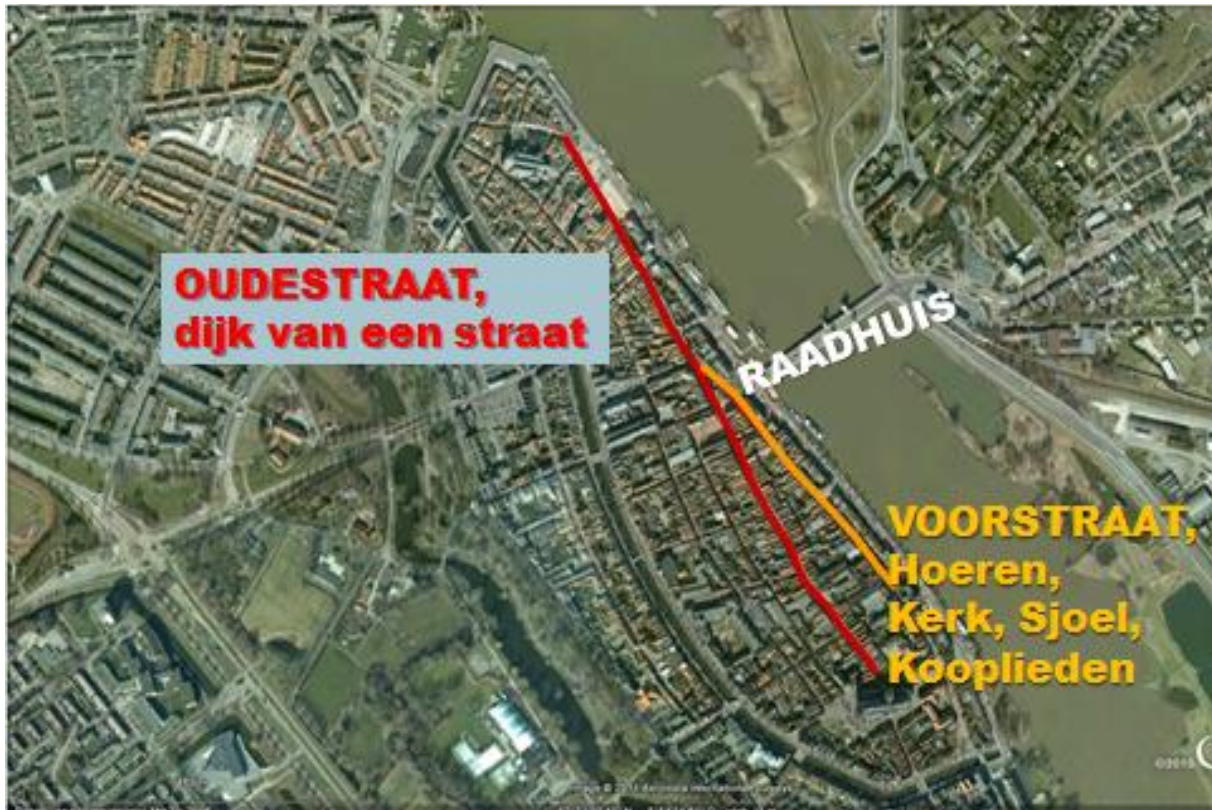 OUDESTRAAT,
dijk van een straat
RAADHUIS
VOORSTRAAT,
Hoeren,
Kerk, Sjoel,
Kooplieden